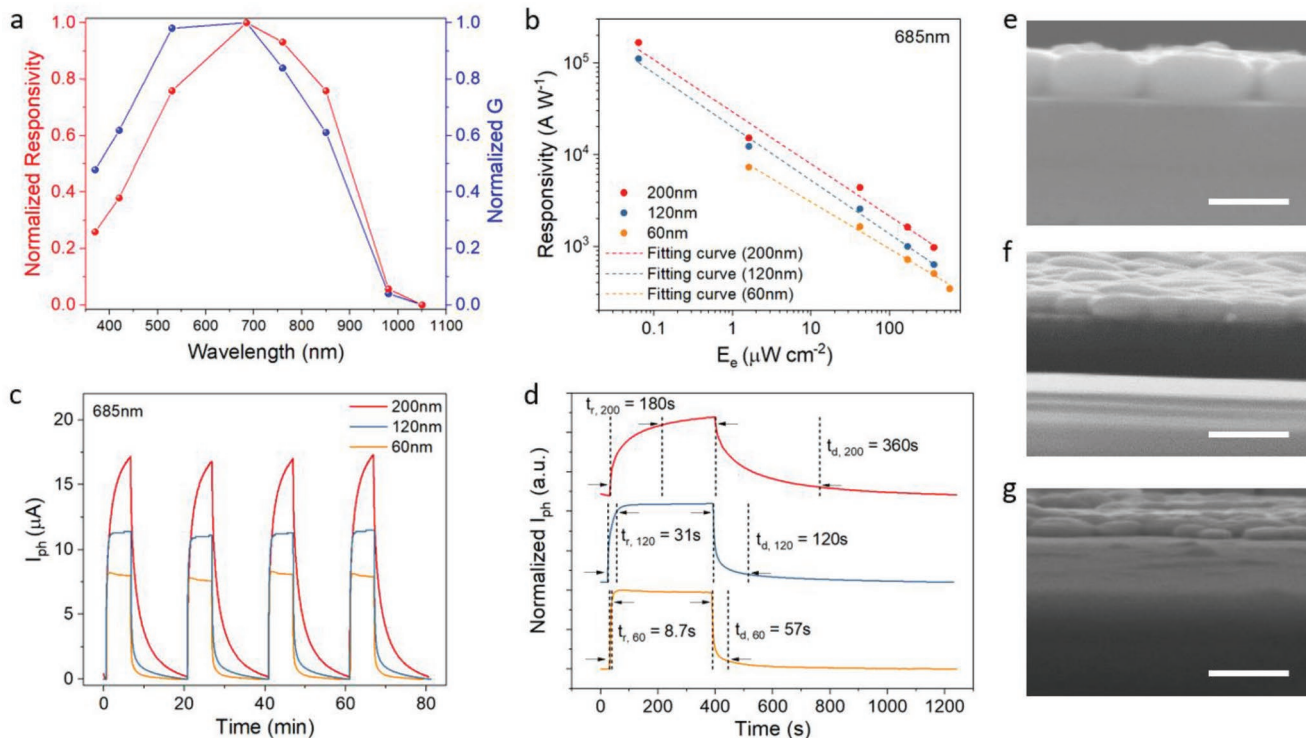 a
1.0
0.8
0.6
0.4
0.2
0.0
Normalized Responsivity
1.0
0.8
0.6
0.4
0.2
0.0
Normalized G
400 500 600 700 800 900 1000 1100
Wavelength (nm)
b
685nm
10⁵
10⁴
10³
Responsivity (A W⁻¹)
200nm
120nm
60nm
Fitting curve (200nm)
Fitting curve (120nm)
Fitting curve (60nm)
0.1 1 10 100
Eₑ (μW cm⁻²)
c
685nm
200nm
120nm
60nm
20
15
10
5
0
Iₚₕ (μA)
0 20 40 60 80
Time (min)
d
Normalized Iₚₕ (a.u.)
tr, 200 = 180s
td, 200 = 360s
tr, 120 = 31s
td, 120 = 120s
tr, 60 = 8.7s
td, 60 = 57s
0 200 400 600 800 1000 1200
Time (s)
e
f
g